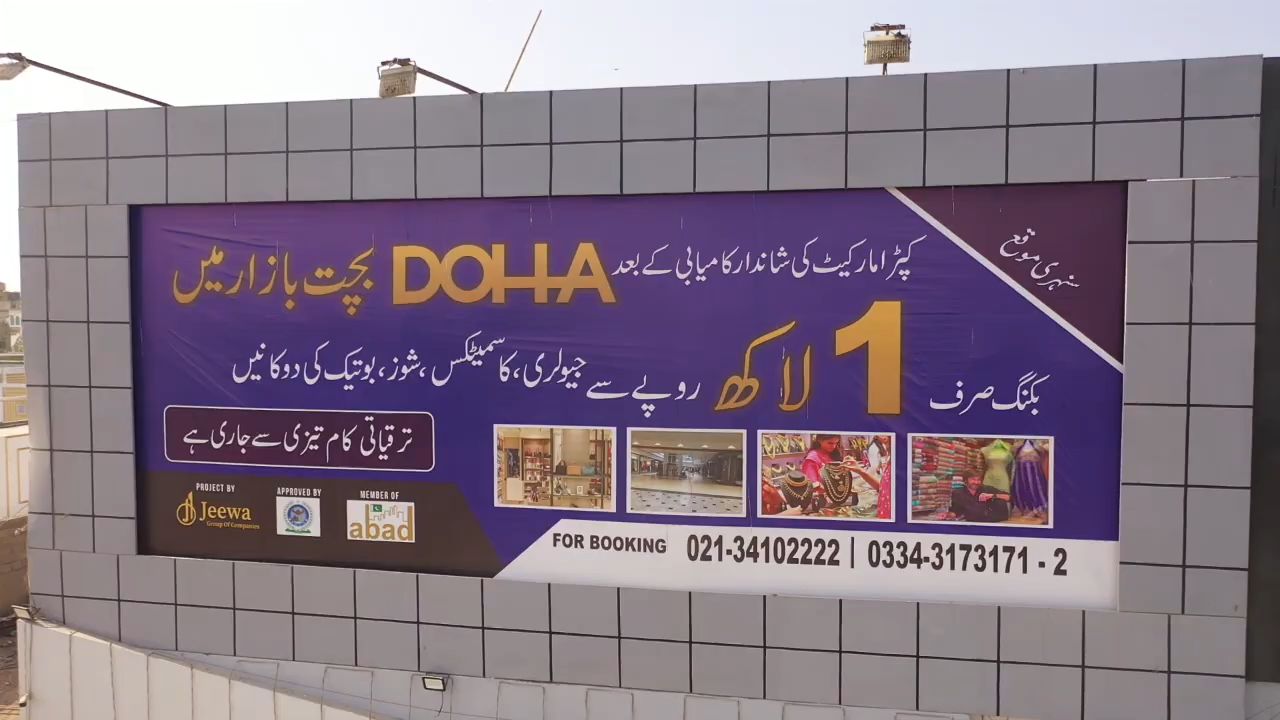 سنہری موقع
کپڑا مارکیٹ کی شاندار کامیابی کے بعد DOHA بچت بازار میں
بکنگ صرف 1 لاکھ روپے سے جیولری، کاسمیٹکس، شوز، بوتیک کی دوکانیں
ترقیاتی کام تیزی سے جاری ہے
PROJECT BY
Jeewa
Group Of Companies
APPROVED BY
MEMBER OF
abad
FOR BOOKING 021-34102222 | 0334-3173171 - 2